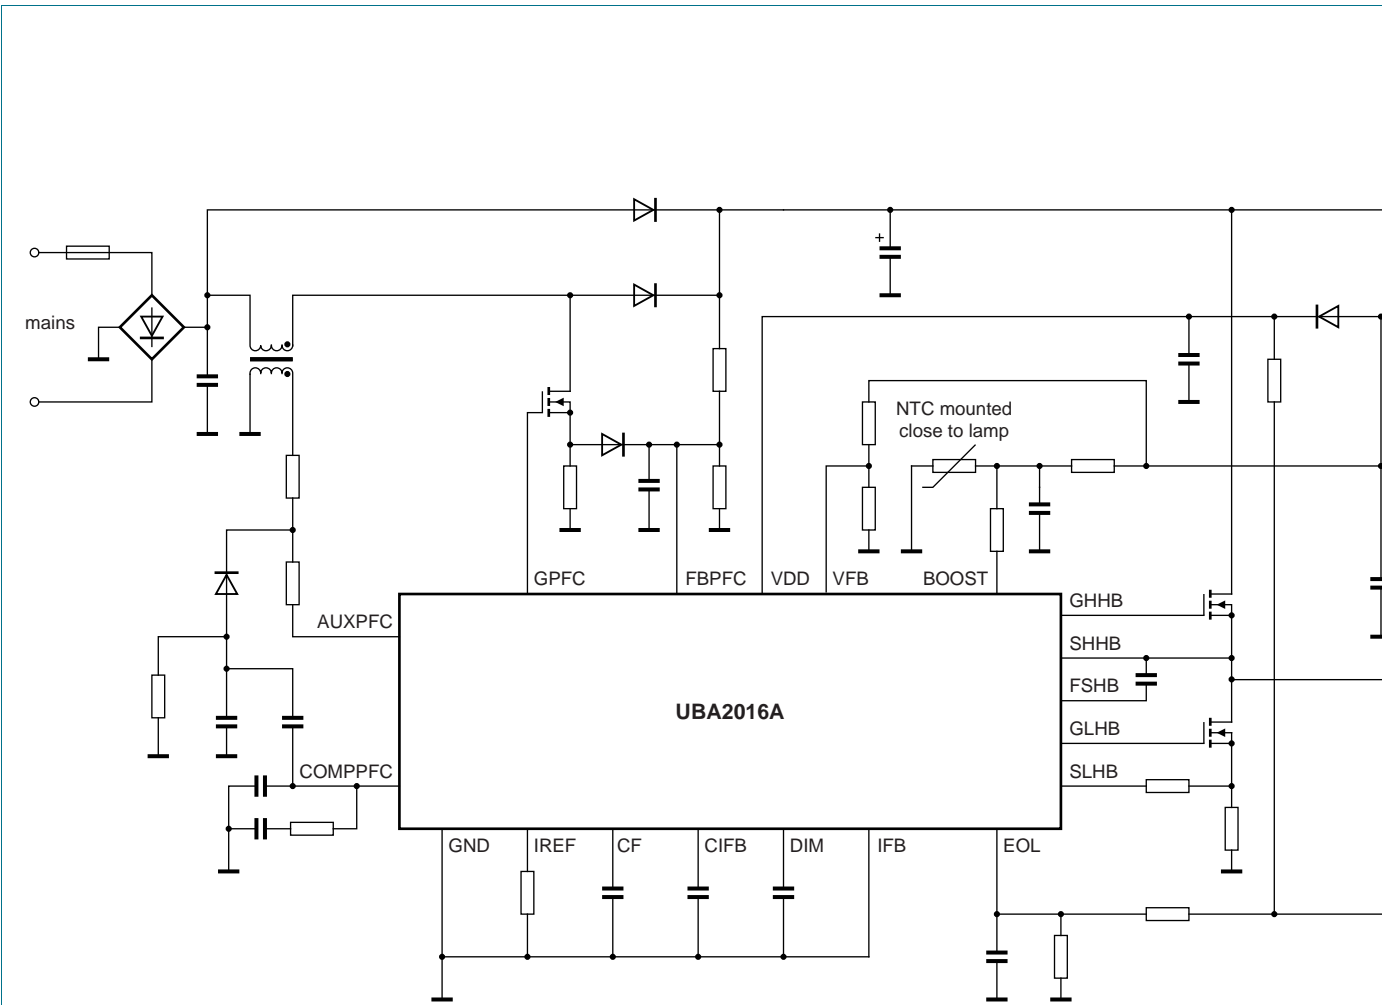 mains
+
NTC mounted
close to lamp
GPFC
FBPFC
VDD
VFB
BOOST
AUXPFC
GHHB
SHHB
FSHB
UBA2016A
GLHB
COMPPFC
SLHB
GND
IREF
CF
CIFB
DIM
IFB
EOL